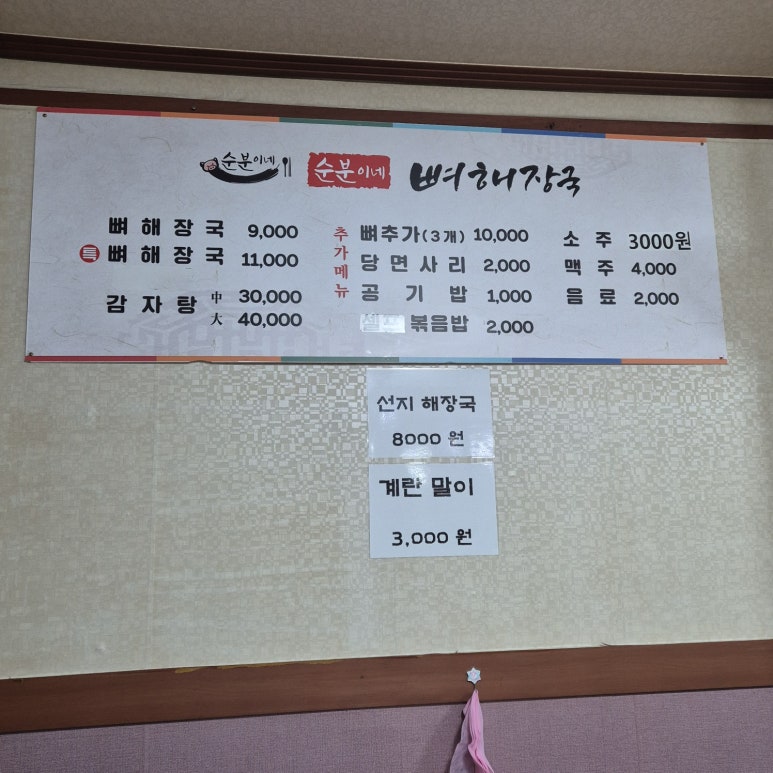 순분이네 순분이네 뼈해장국
뼈해장국 9,000
특 뼈해장국 11,000
감자탕 中 30,000
大 40,000
추가메뉴
뼈추가(3개) 10,000
당면사리 2,000
공기밥 1,000
볶음밥 2,000
소주 3000원
맥주 4,000
음료 2,000
선지 해장국
8000 원
계란 말이
3,000 원